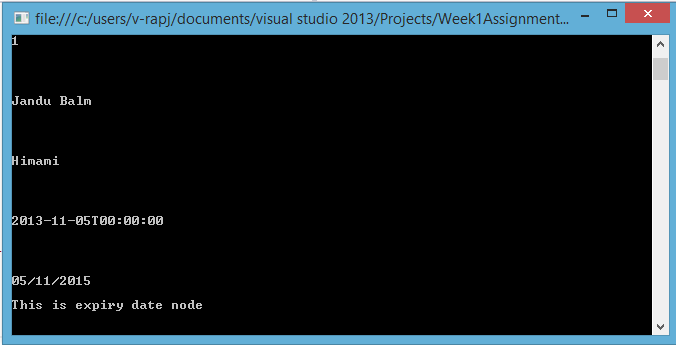 file:///c:/users/v-rapj/documents/visual studio 2013/Projects/Week1Assignment...
1
Jandu Balm
Himami
2013-11-05T00:00:00
05/11/2015
This is expiry date node